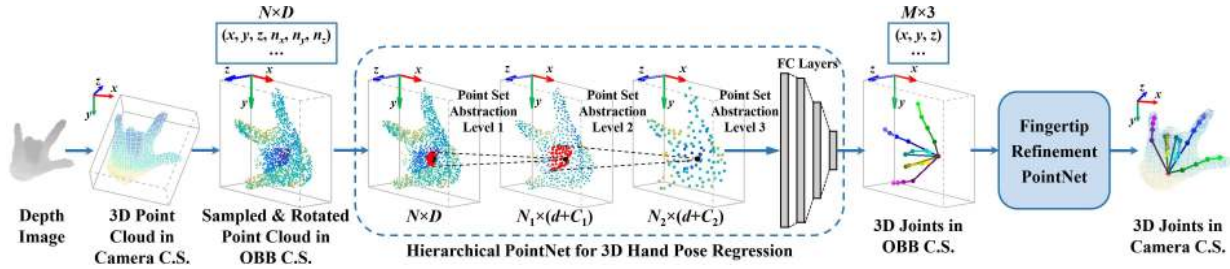 N×D
(x, y, z, nx, ny, nz)
...
M×3
(x, y, z)
...
FC Layers
z
x
y
z
x
y
z
x
y
z
x
y
z
x
y
z
x
y
z
x
y
Point Set
Abstraction
Level 1
Point Set
Abstraction
Level 2
Point Set
Abstraction
Level 3
Fingertip
Refinement
PointNet
Depth
Image
3D Point
Cloud in
Camera C.S.
Sampled & Rotated
Point Cloud in
OBB C.S.
N×D
N1×(d+C1)
N2×(d+C2)
Hierarchical PointNet for 3D Hand Pose Regression
3D Joints in
OBB C.S.
3D Joints in
Camera C.S.